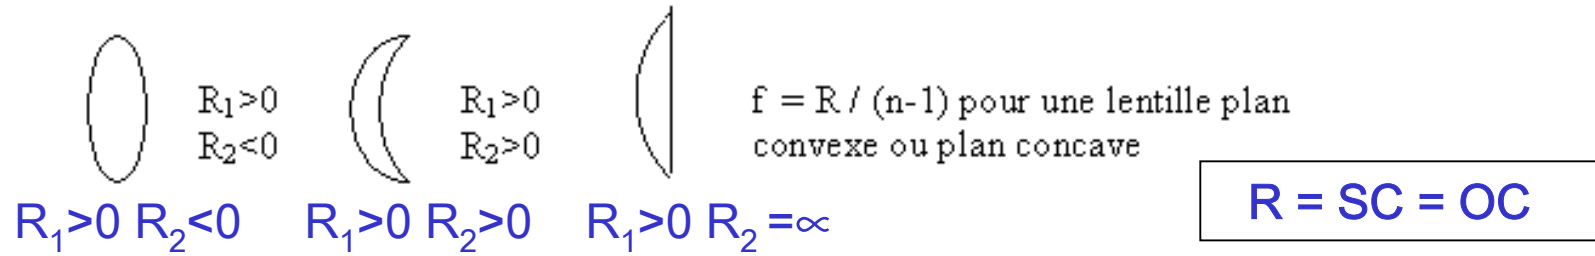 R₁>0 R₁>0 f = R / (n-1) pour une lentille plan
R₂<0 R₂>0 convexe ou plan concave
R₁>0 R₂<0 R₁>0 R₂>0 R₁>0 R₂ =∝
R = SC = OC